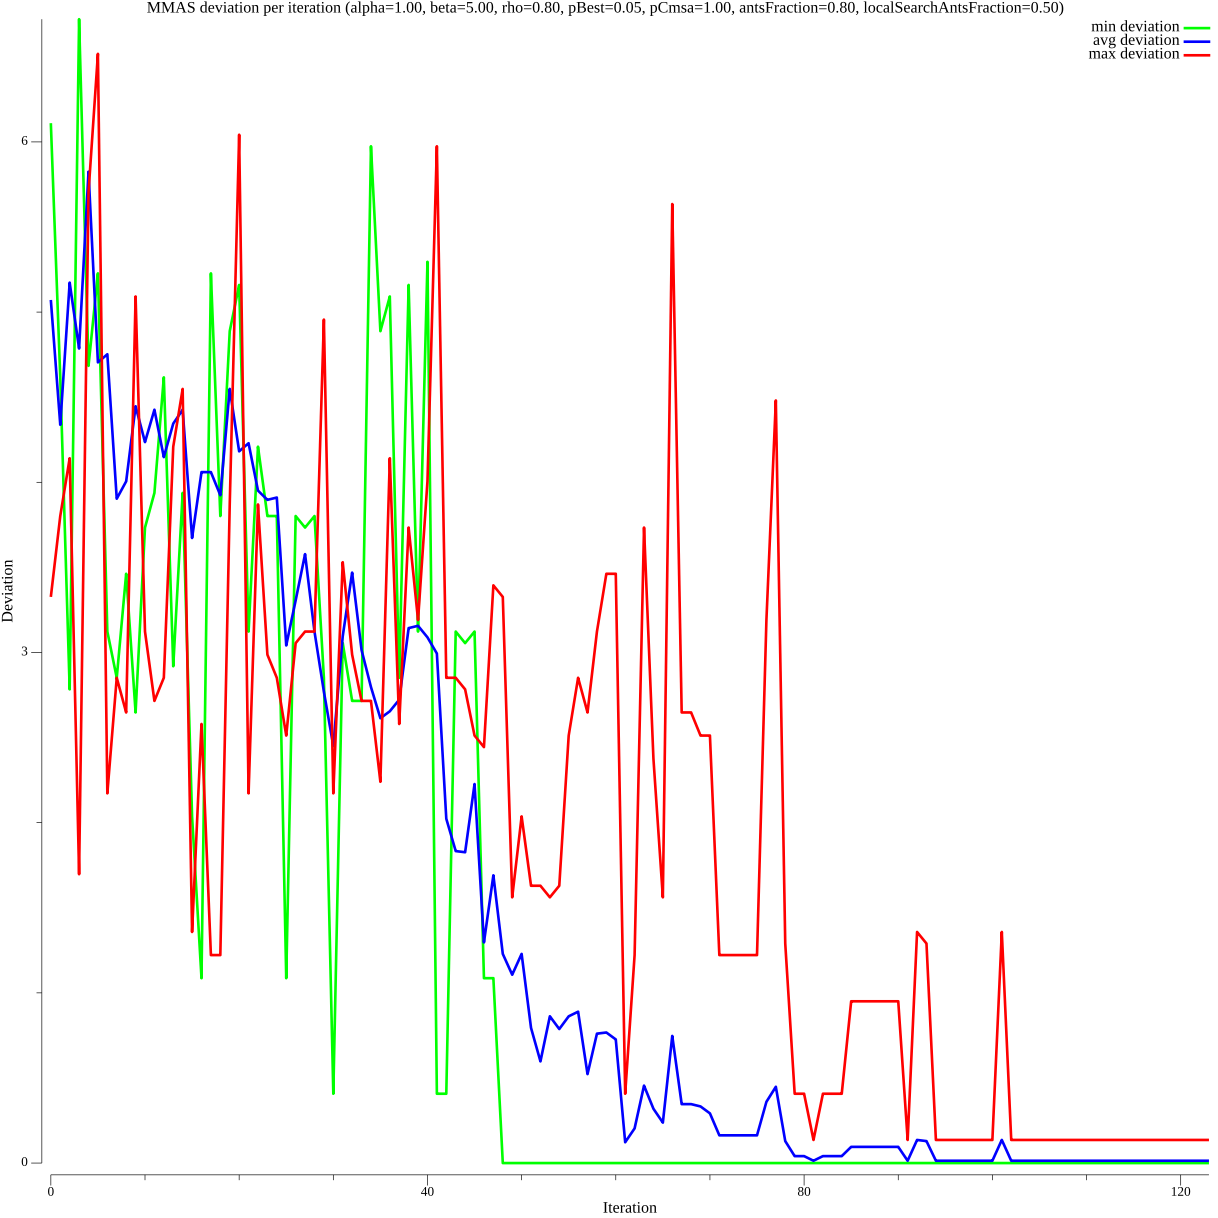 MMAS deviation per iteration (alpha=1.00, beta=5.00, rho=0.80, pBest=0.05, pCmsa=1.00, antsFraction=0.80, localSearchAntsFraction=0.50)
min deviation
avg deviation
max deviation
6
3
0
Deviation
0 40 80 120
Iteration